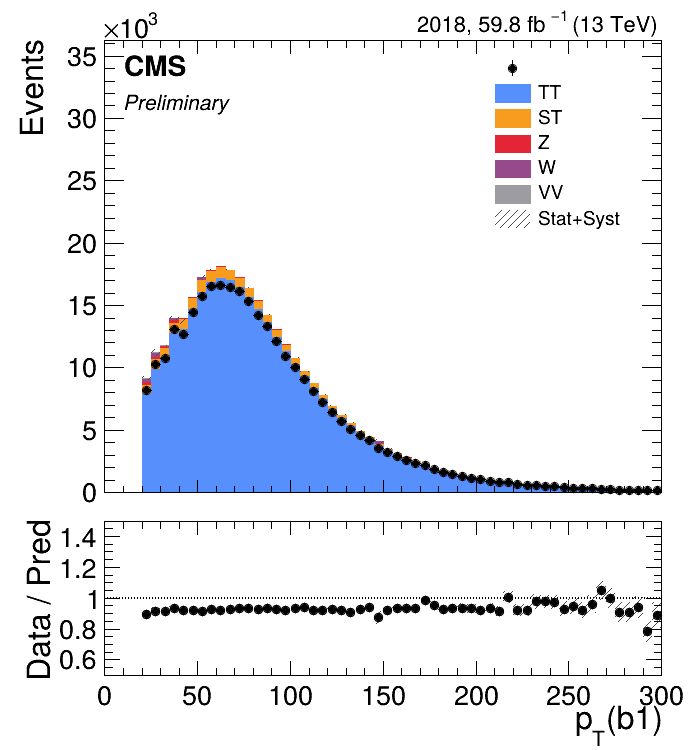 ×10³
2018, 59.8 fb⁻¹ (13 TeV)
Events
CMS
Preliminary
TT
ST
Z
W
VV
Stat+Syst
35
30
25
20
15
10
5
0
Data / Pred
1.4
1.2
1
0.8
0.6
0 50 100 150 200 250 300
p_T(b1)